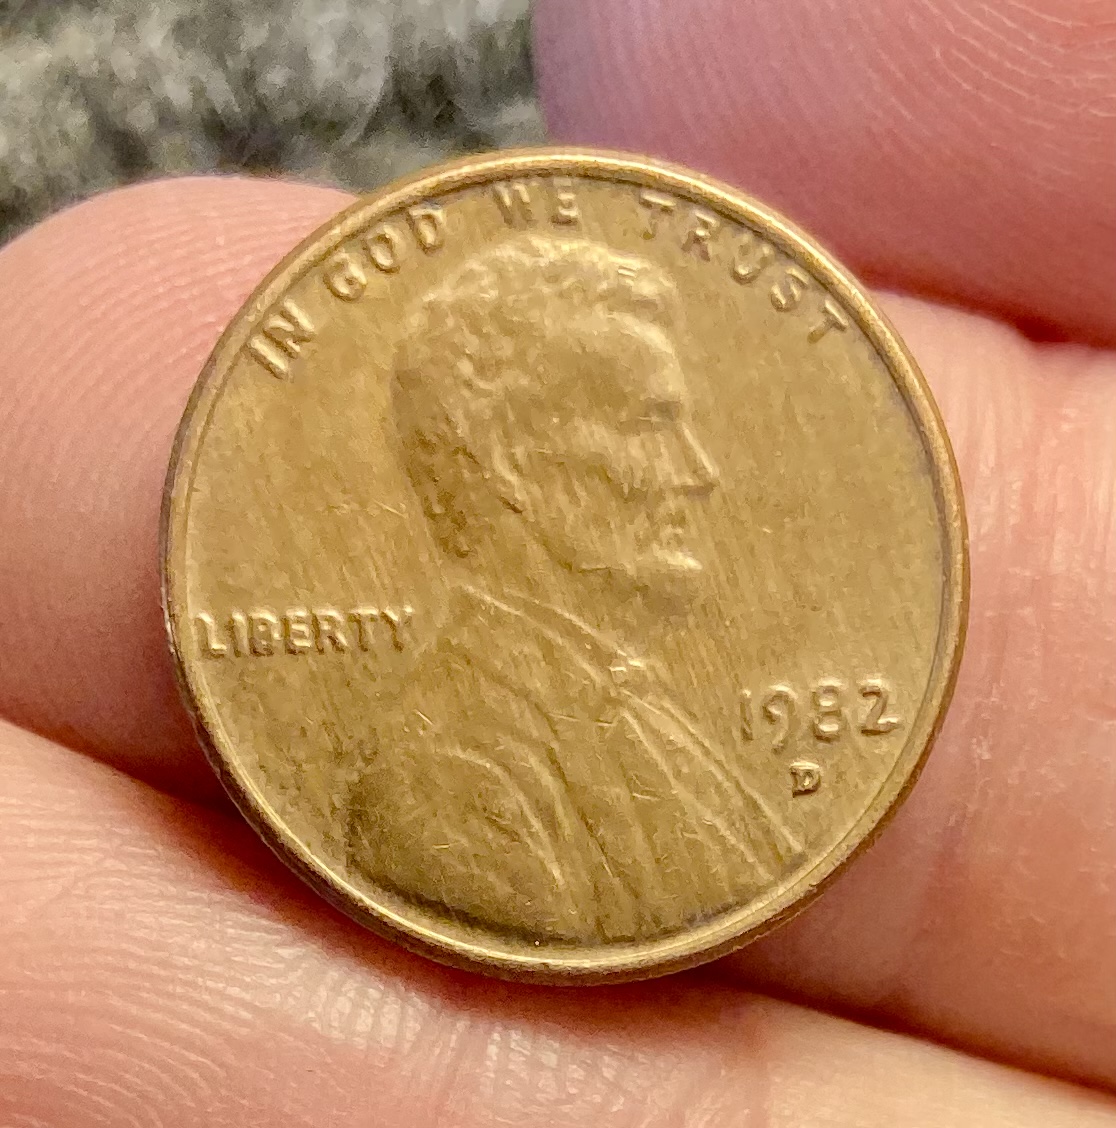 IN GOD WE TRUST
LIBERTY
1982
D